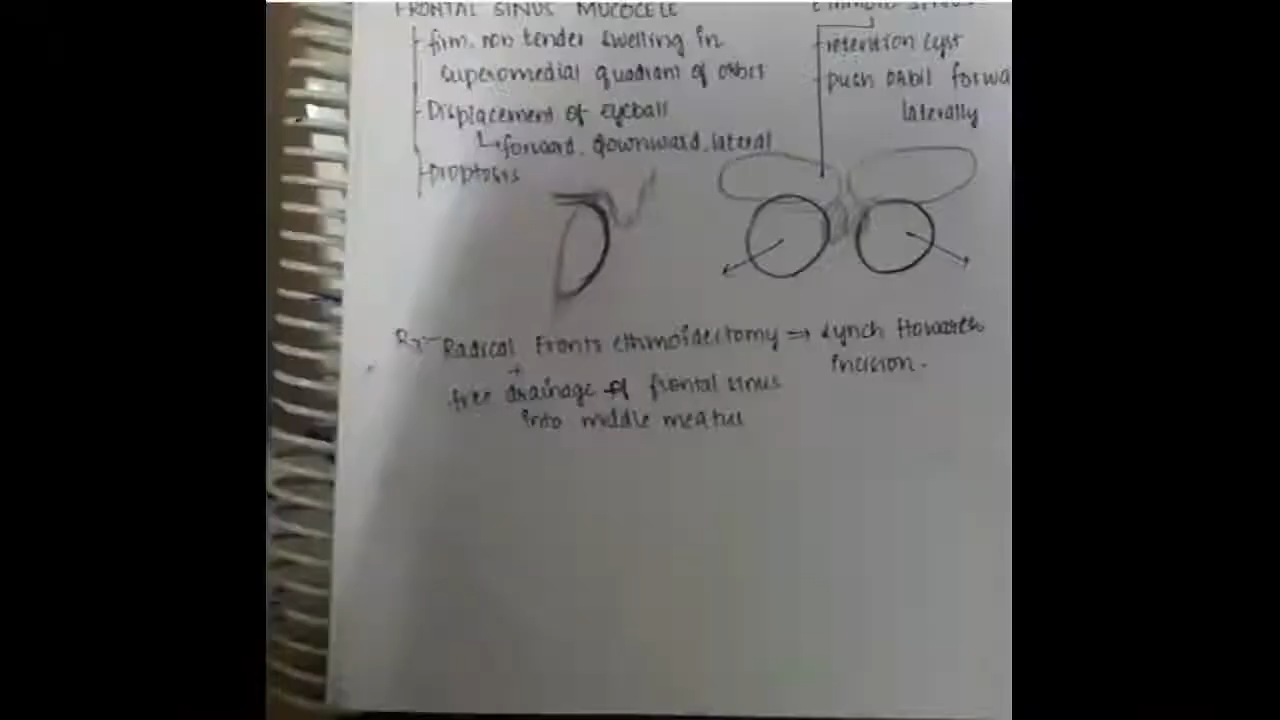 FRONTAL SINUS MUCOCELE
firm, non tender swelling in
superomedial quadrant of orbit
Displacement of eyeball
forward, downward, lateral
proptosis
retention cyst
push orbit forwa
laterally
Rx- Radical Fronto ethmoidectomy ⇒ Lynch Howarth
incision.
+
free drainage of frontal sinus
into middle meatus